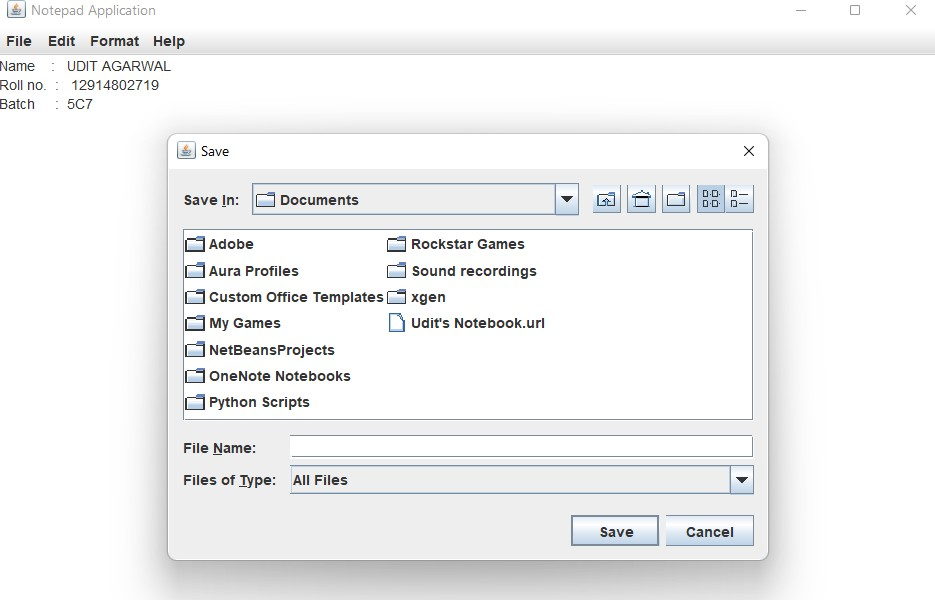 Notepad Application
File Edit Format Help
Name : UDIT AGARWAL
Roll no. : 12914802719
Batch : 5C7
Save
Save In: Documents
Adobe Rockstar Games
Aura Profiles Sound recordings
Custom Office Templates xgen
My Games Udit's Notebook.url
NetBeansProjects
OneNote Notebooks
Python Scripts
File Name:
Files of Type: All Files
Save Cancel